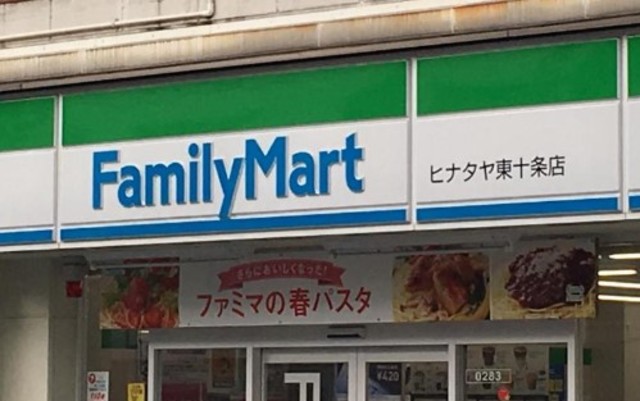 FamilyMart
ヒナタヤ東十条店
さらにおいしくなった!
ファミマの春パスタ
¥420
0283